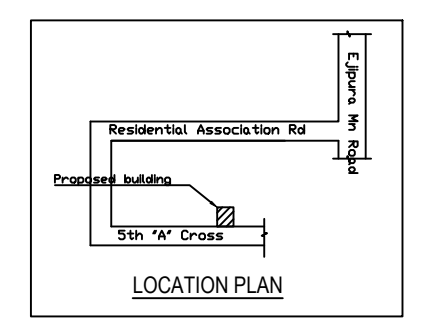 Ejipura Mn Road
Residential Association Rd
Proposed building
5th "A" Cross
LOCATION PLAN